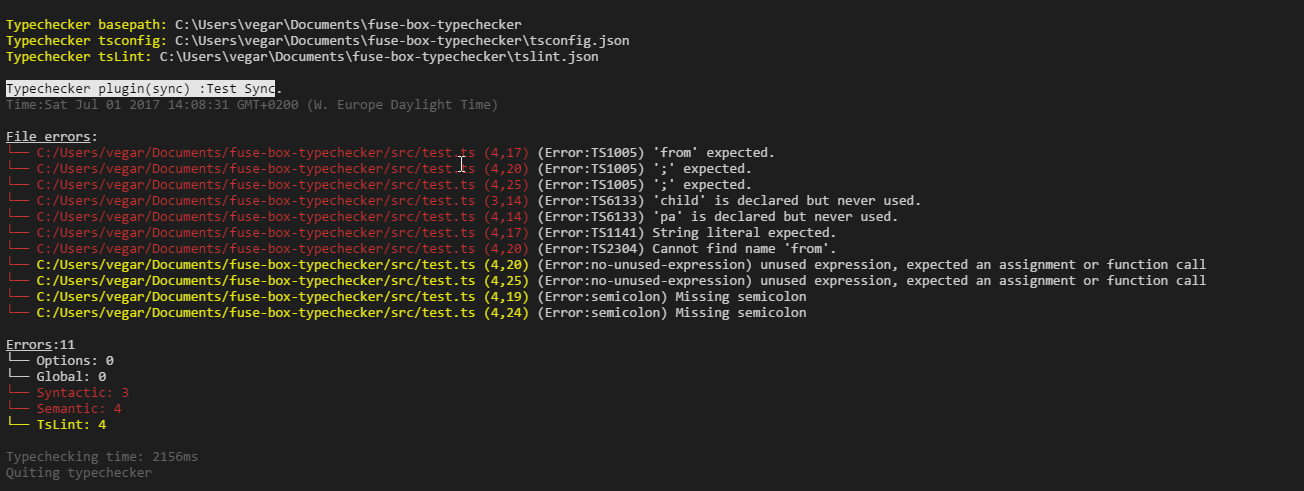 Typechecker basepath: C:\Users\vegar\Documents\fuse-box-typechecker
Typechecker tsconfig: C:\Users\vegar\Documents\fuse-box-typechecker\tsconfig.json
Typechecker tsLint: C:\Users\vegar\Documents\fuse-box-typechecker\tslint.json
Typechecker plugin(sync) :Test Sync.
Time:Sat Jul 01 2017 14:08:31 GMT+0200 (W. Europe Daylight Time)
File errors:
└── C:/Users/vegar/Documents/fuse-box-typechecker/src/test.ts (4,17) (Error:TS1005) 'from' expected.
└── C:/Users/vegar/Documents/fuse-box-typechecker/src/test.ts (4,20) (Error:TS1005) ';' expected.
└── C:/Users/vegar/Documents/fuse-box-typechecker/src/test.ts (4,25) (Error:TS1005) ';' expected.
└── C:/Users/vegar/Documents/fuse-box-typechecker/src/test.ts (3,14) (Error:TS6133) 'child' is declared but never used.
└── C:/Users/vegar/Documents/fuse-box-typechecker/src/test.ts (4,14) (Error:TS6133) 'pa' is declared but never used.
└── C:/Users/vegar/Documents/fuse-box-typechecker/src/test.ts (4,17) (Error:TS1141) String literal expected.
└── C:/Users/vegar/Documents/fuse-box-typechecker/src/test.ts (4,20) (Error:TS2304) Cannot find name 'from'.
└── C:/Users/vegar/Documents/fuse-box-typechecker/src/test.ts (4,20) (Error:no-unused-expression) unused expression, expected an assignment or function call
└── C:/Users/vegar/Documents/fuse-box-typechecker/src/test.ts (4,25) (Error:no-unused-expression) unused expression, expected an assignment or function call
└── C:/Users/vegar/Documents/fuse-box-typechecker/src/test.ts (4,19) (Error:semicolon) Missing semicolon
└── C:/Users/vegar/Documents/fuse-box-typechecker/src/test.ts (4,24) (Error:semicolon) Missing semicolon
Errors:11
└── Options: 0
└── Global: 0
└── Syntactic: 3
└── Semantic: 4
└── TsLint: 4
Typechecking time: 2156ms
Quiting typechecker